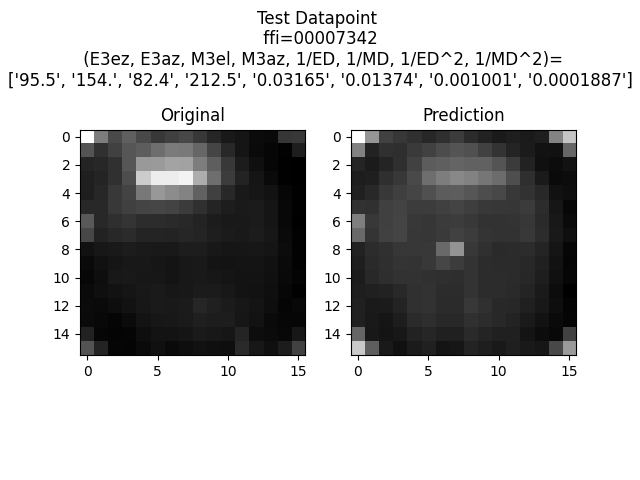 Test Datapoint
ffi=00007342
(E3ez, E3az, M3el, M3az, 1/ED, 1/MD, 1/ED^2, 1/MD^2)=
['95.5', '154.', '82.4', '212.5', '0.03165', '0.01374', '0.001001', '0.0001887']
Original
0
2
4
6
8
10
12
14
0 5 10 15
Prediction
0
2
4
6
8
10
12
14
0 5 10 15